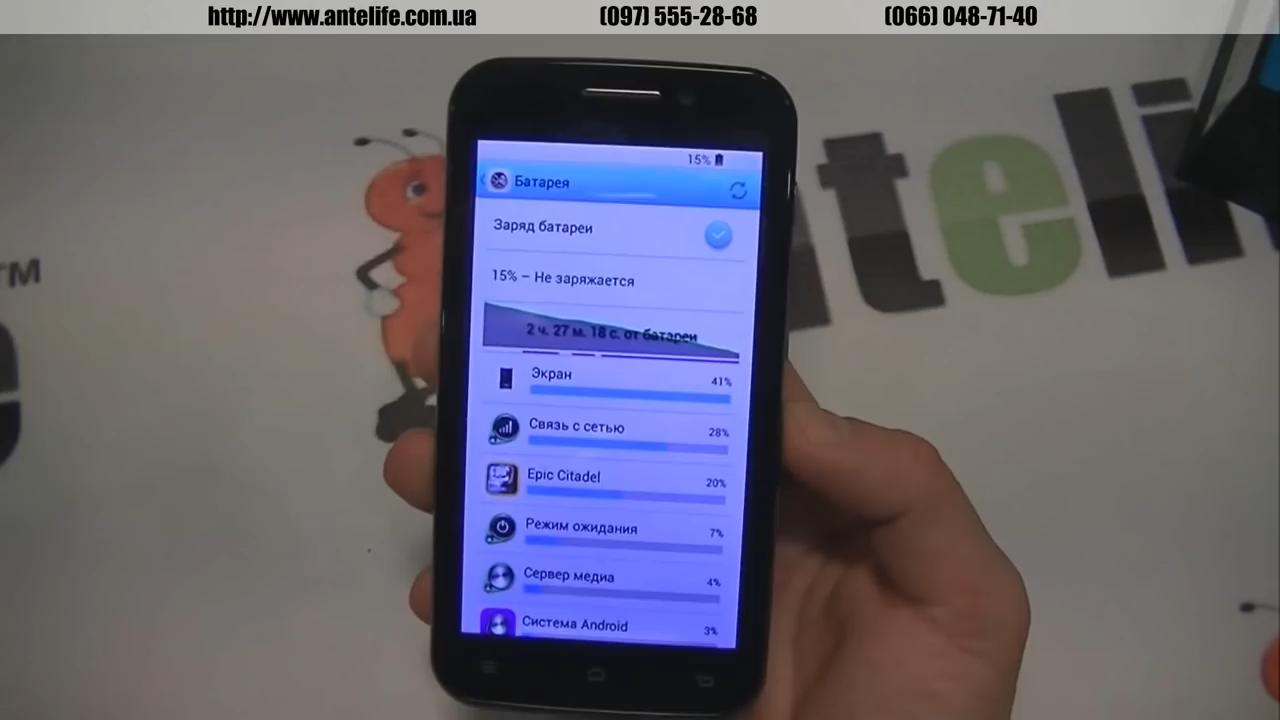 http://www.antelife.com.ua (097) 555-28-68 (066) 048-71-40
TM
teli
15%
Батарея
Заряд батареи
15% – Не заряжается
2 ч. 27 м. 18 с. от батареи
Экран 41%
Связь с сетью 28%
Epic Citadel 20%
Режим ожидания 7%
Сервер медиа 4%
Система Android 3%